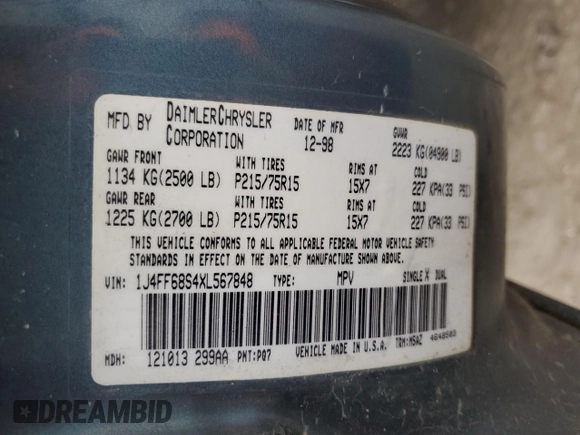 MFD BY DAIMLERCHRYSLER CORPORATION DATE OF MFR 12-98 GVWR 2223 KG(04900 LB)
GAWR FRONT WITH TIRES RIMS AT COLD
1134 KG(2500 LB) P215/75R15 15X7 227 KPA(33 PSI)
GAWR REAR WITH TIRES RIMS AT COLD
1225 KG(2700 LB) P215/75R15 15X7 227 KPA(33 PSI)
THIS VEHICLE CONFORMS TO ALL APPLICABLE FEDERAL MOTOR VEHICLE SAFETY
STANDARDS IN EFFECT ON THE DATE OF MANUFACTURE SHOWN ABOVE.
VIN: 1J4FF68S4XL567848 TYPE: MPV SINGLE X DUAL
MDH: 121013 299AA PNT:P07 VEHICLE MADE IN U.S.A. TRM:MSAZ
DREAMBID